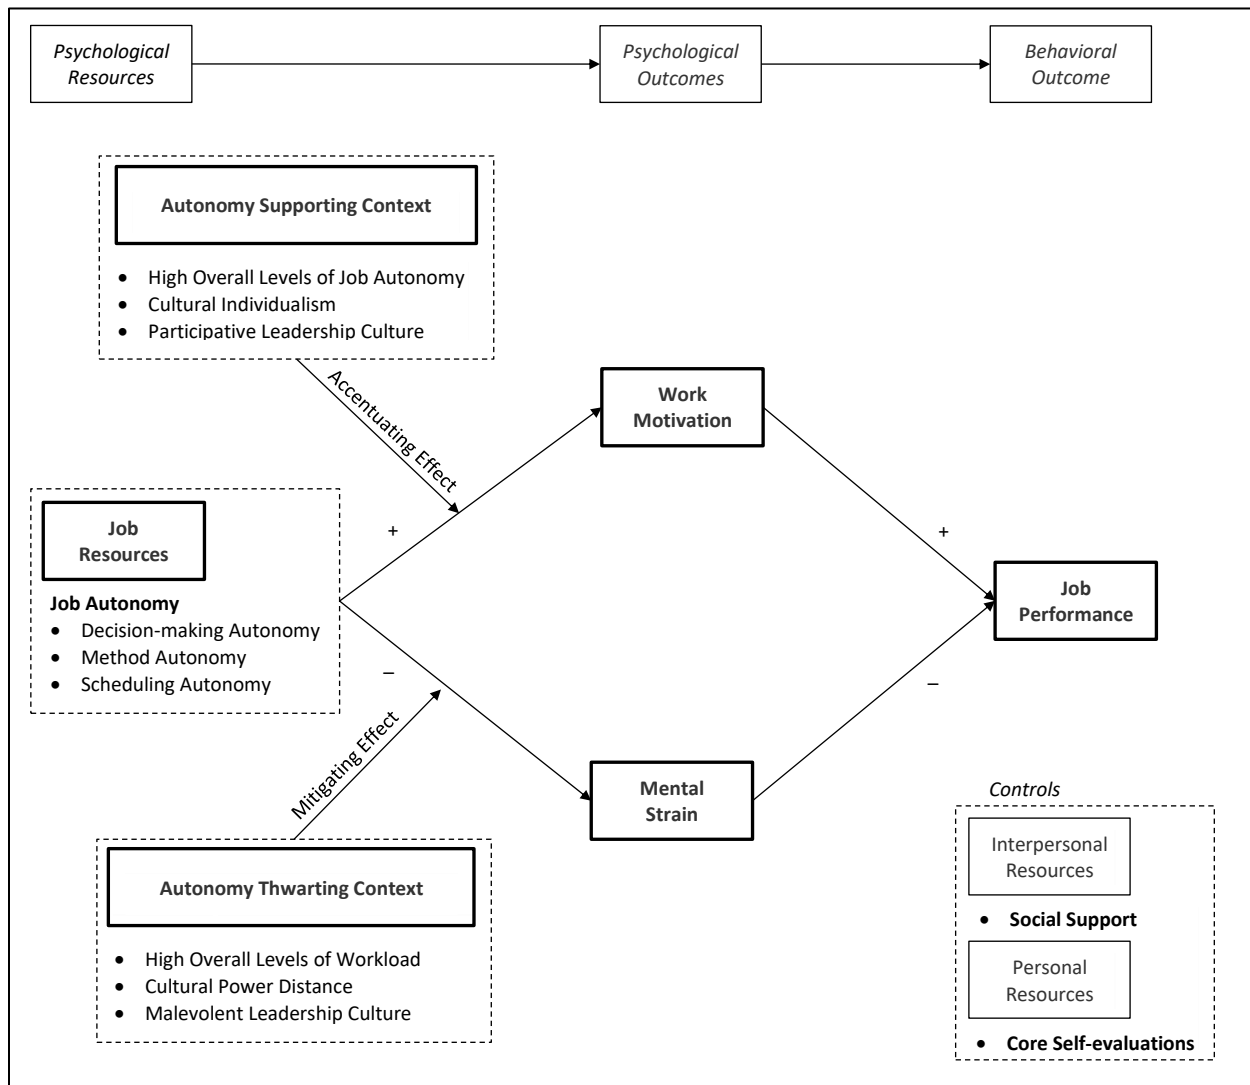 Psychological
Resources
Psychological
Outcomes
Behavioral
Outcome
Autonomy Supporting Context
• High Overall Levels of Job Autonomy
• Cultural Individualism
• Participative Leadership Culture
Accentuating Effect
Work
Motivation
Job
Resources
Job Autonomy
• Decision-making Autonomy
• Method Autonomy
• Scheduling Autonomy
+
–
+
–
Job
Performance
Mitigating Effect
Mental
Strain
Autonomy Thwarting Context
• High Overall Levels of Workload
• Cultural Power Distance
• Malevolent Leadership Culture
Controls
Interpersonal
Resources
• Social Support
Personal
Resources
• Core Self-evaluations